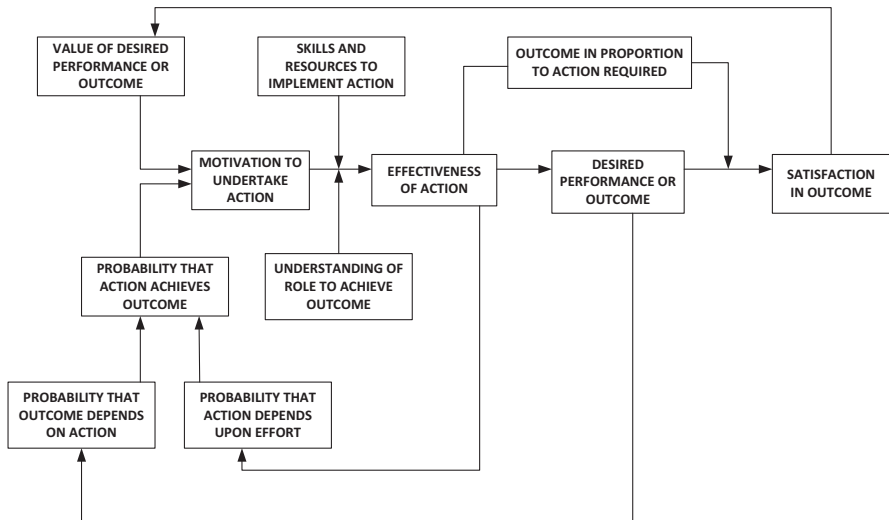 VALUE OF DESIRED
PERFORMANCE OR
OUTCOME
SKILLS AND
RESOURCES TO
IMPLEMENT ACTION
OUTCOME IN PROPORTION
TO ACTION REQUIRED
MOTIVATION TO
UNDERTAKE
ACTION
EFFECTIVENESS
OF ACTION
DESIRED
PERFORMANCE OR
OUTCOME
SATISFACTION
IN OUTCOME
PROBABILITY THAT
ACTION ACHIEVES
OUTCOME
UNDERSTANDING OF
ROLE TO ACHIEVE
OUTCOME
PROBABILITY THAT
OUTCOME DEPENDS
ON ACTION
PROBABILITY THAT
ACTION DEPENDS
UPON EFFORT